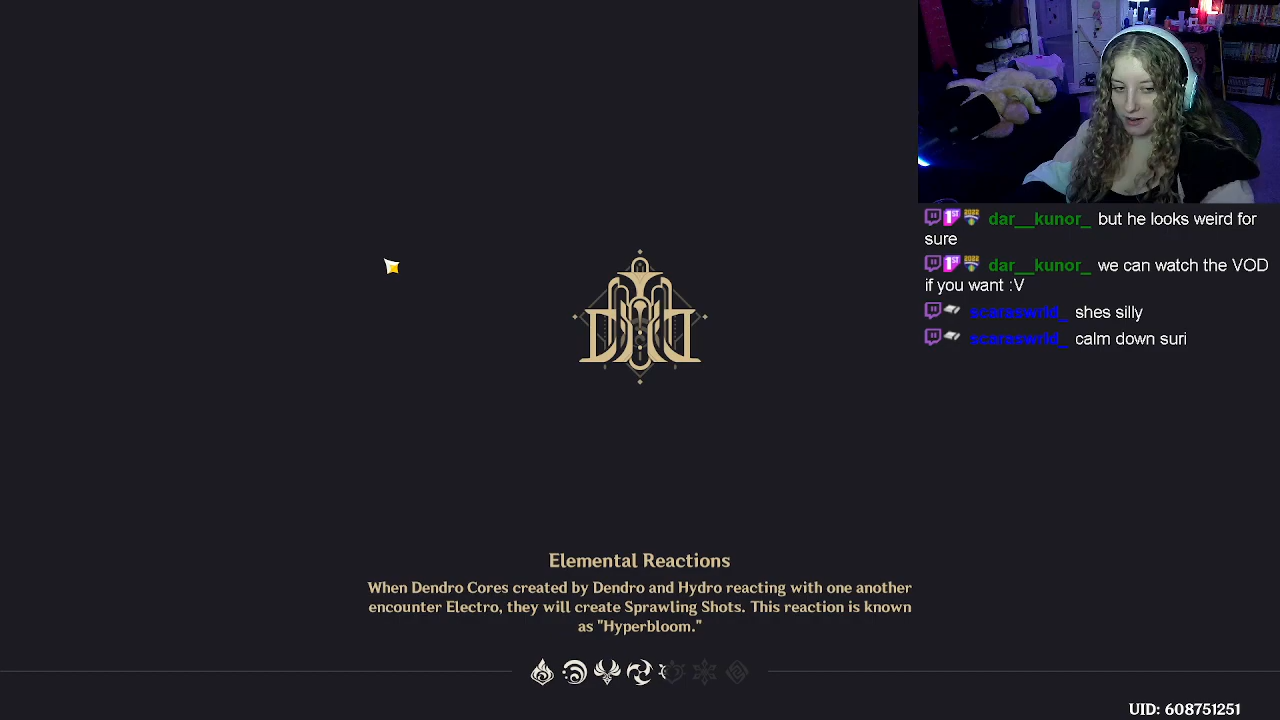 dar__kunor_ but he looks weird for
sure
dar__kunor_ we can watch the VOD
if you want :V
scaraswrld_ shes silly
scaraswrld_ calm down suri
Elemental Reactions
When Dendro Cores created by Dendro and Hydro reacting with one another
encounter Electro, they will create Sprawling Shots. This reaction is known
as "Hyperbloom."
UID: 608751251